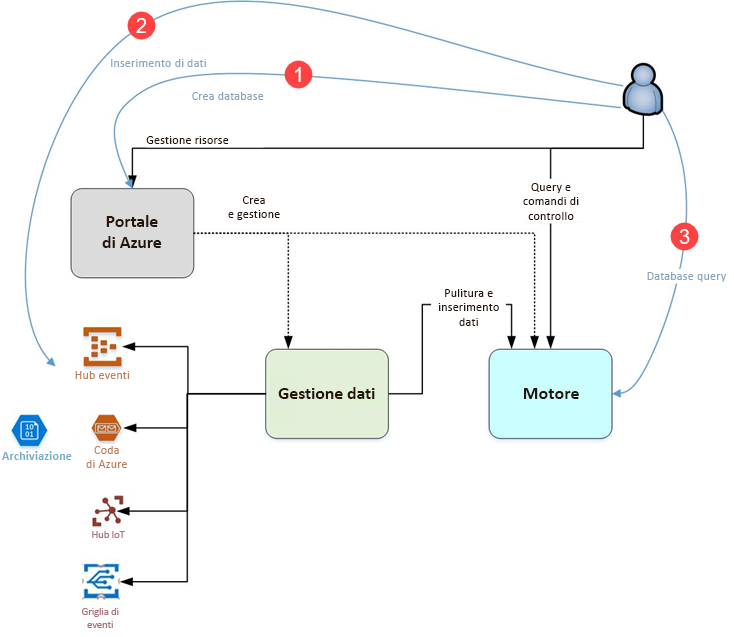 2
Inserimento di dati
1
Crea database
Gestione risorse
Portale
di Azure
Crea
e gestione
Query e
comandi di
controllo
3
Database query
Pulitura e
inserimento
dati
Hub eventi
Gestione dati
Motore
10
01
Archiviazione
Coda
di Azure
Hub IoT
Griglia di
eventi